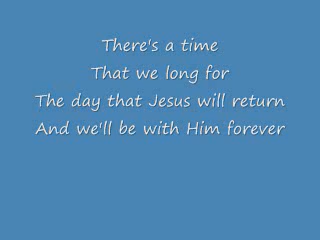 There's a time
That we long for
The day that Jesus will return
And we'll be with Him forever